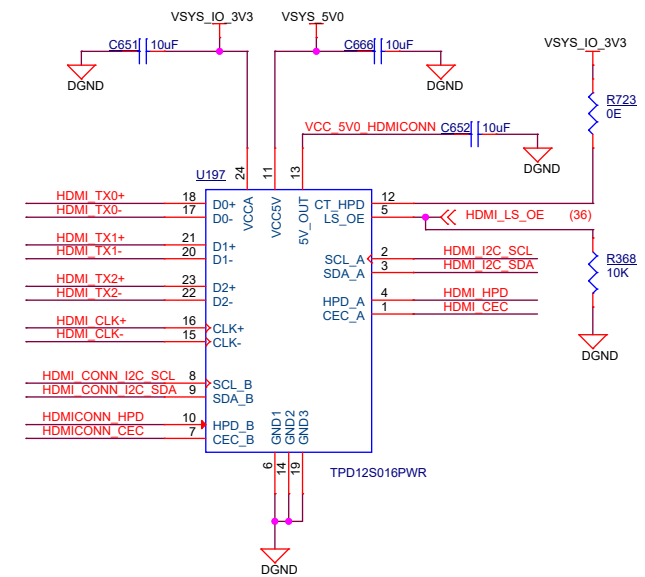 VSYS_IO_3V3
VSYS_5V0
C651
10uF
C666
10uF
VSYS_IO_3V3
DGND
DGND
R723
0E
VCC_5V0_HDMICONN
C652
10uF
DGND
U197
24
11
13
VCCA
VCC5V
5V_OUT
HDMI_TX0+
18
D0+
CT_HPD
12
HDMI_TX0-
17
D0-
LS_OE
5
HDMI_LS_OE
(36)
HDMI_TX1+
21
D1+
HDMI_TX1-
20
D1-
SCL_A
2
HDMI_I2C_SCL
SDA_A
3
HDMI_I2C_SDA
R368
10K
HDMI_TX2+
23
D2+
HDMI_TX2-
22
D2-
HPD_A
4
HDMI_HPD
CEC_A
1
HDMI_CEC
HDMI_CLK+
16
CLK+
HDMI_CLK-
15
CLK-
DGND
HDMI_CONN_I2C_SCL
8
SCL_B
HDMI_CONN_I2C_SDA
9
SDA_B
HDMICONN_HPD
10
HPD_B
HDMICONN_CEC
7
CEC_B
GND1
GND2
GND3
6
14
19
TPD12S016PWR
DGND